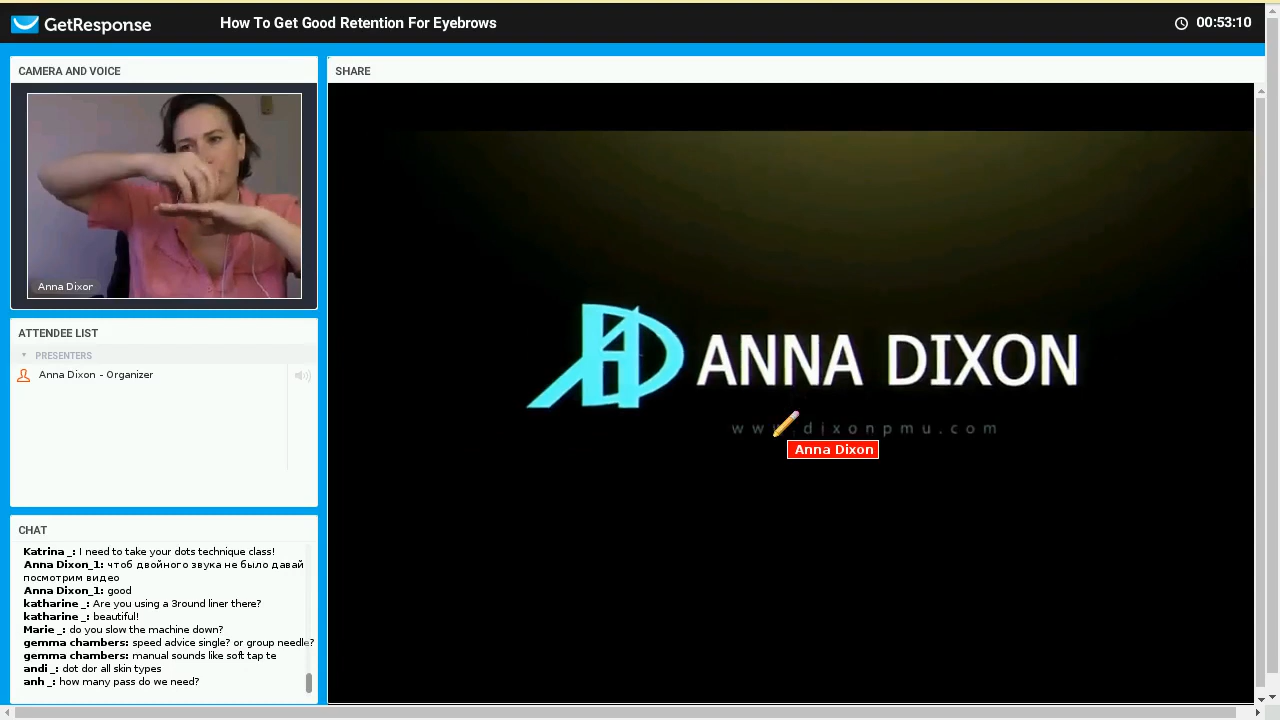 GetResponse
How To Get Good Retention For Eyebrows
00:53:10
CAMERA AND VOICE
Anna Dixon
ATTENDEE LIST
PRESENTERS
Anna Dixon - Organizer
CHAT
Katrina _: I need to take your dots technique class!
Anna Dixon_1: чтоб двойного звука не было давай
посмотрим видео
Anna Dixon_1: good
katharine _: Are you using a 3round liner there?
katharine _: beautiful!
Marie _: do you slow the machine down?
gemma chambers: speed advice single? or group needle?
gemma chambers: manual sounds like soft tap te
andi _: dot dor all skin types
anh _: how many pass do we need?
SHARE
ANNA DIXON
www.dixonpmu.com
Anna Dixon